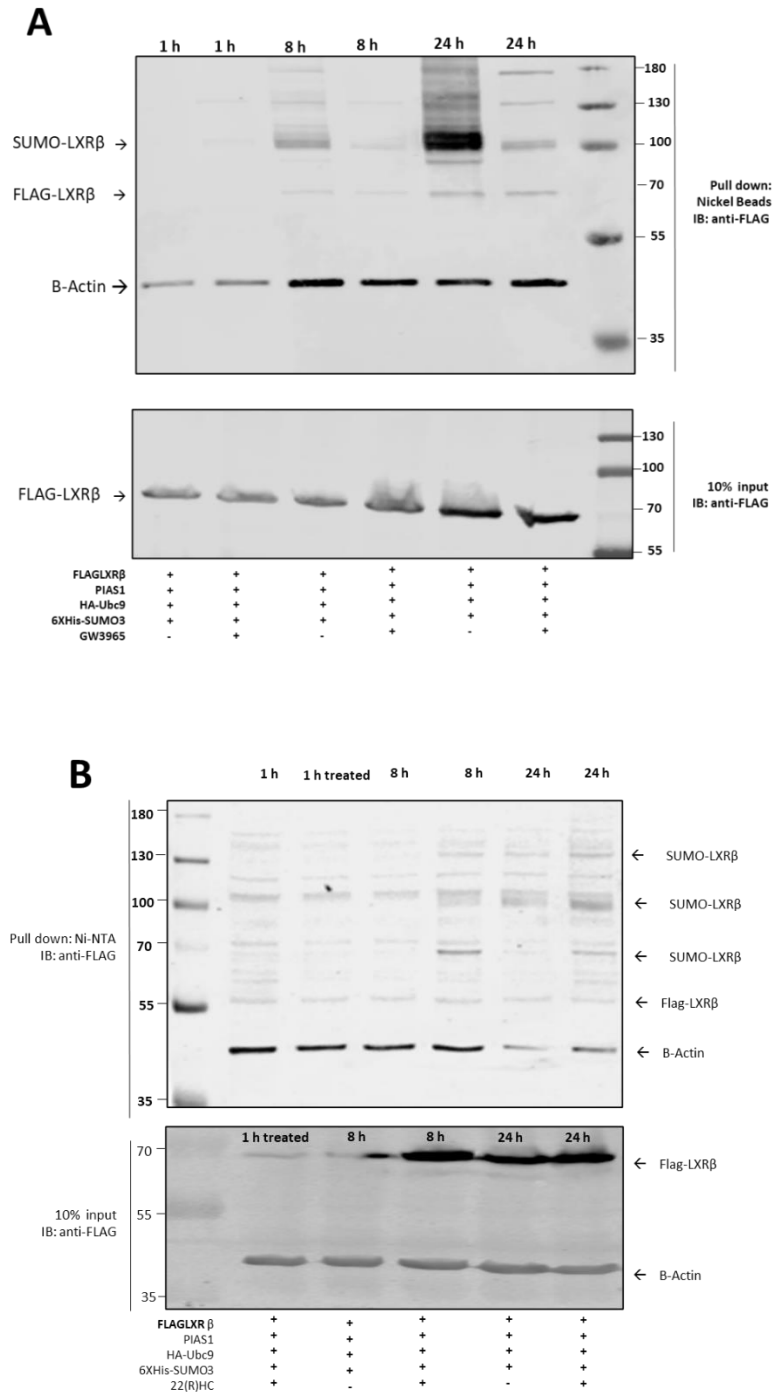 A
1 h 1 h 8 h 8 h 24 h 24 h
180
130
SUMO-LXRβ →
100
FLAG-LXRβ →
70
Pull down:
Nickel Beads
IB: anti-FLAG
55
B-Actin →
35
130
100
FLAG-LXRβ →
70
10% input
IB: anti-FLAG
55
FLAGLXRβ + + + + + +
PIAS1 + + + + + +
HA-Ubc9 + + + + + +
6XHis-SUMO3 + + + + + +
GW3965 - + - + - +
B
1 h 1 h treated 8 h 8 h 24 h 24 h
180
130
← SUMO-LXRβ
100
← SUMO-LXRβ
Pull down: Ni-NTA
IB: anti-FLAG
70
← SUMO-LXRβ
55
← Flag-LXRβ
← B-Actin
35
1 h treated 8 h 8 h 24 h 24 h
70
← Flag-LXRβ
10% input
IB: anti-FLAG
55
← B-Actin
35
FLAGLXR β + + + + +
PIAS1 + + + + +
HA-Ubc9 + + + + +
6XHis-SUMO3 + + + + +
22(R)HC + - + - +